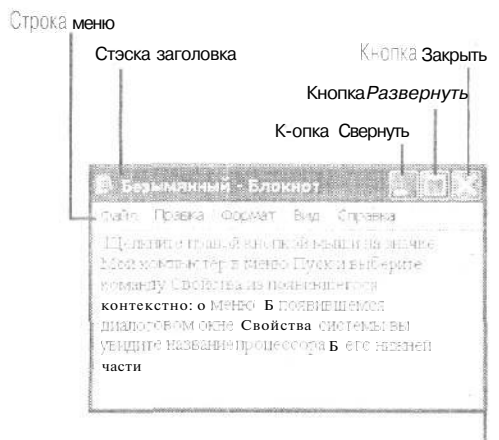 Строка меню
Стэска заголовка
Кнопка Закрыть
Кнопка Развернуть
К-опка Свернуть
Безымянный - Блокнот
Файл Правка Формат Вид Справка
Щелкните правой кнопкой мыши на значке
Мой компьютер в меню Пуск и выберите
команду Свойства из появившегося
контекстно: о меню Б появившемся
диалоговом окне Свойства системы вы
увидите название процессора Б его нижней
части